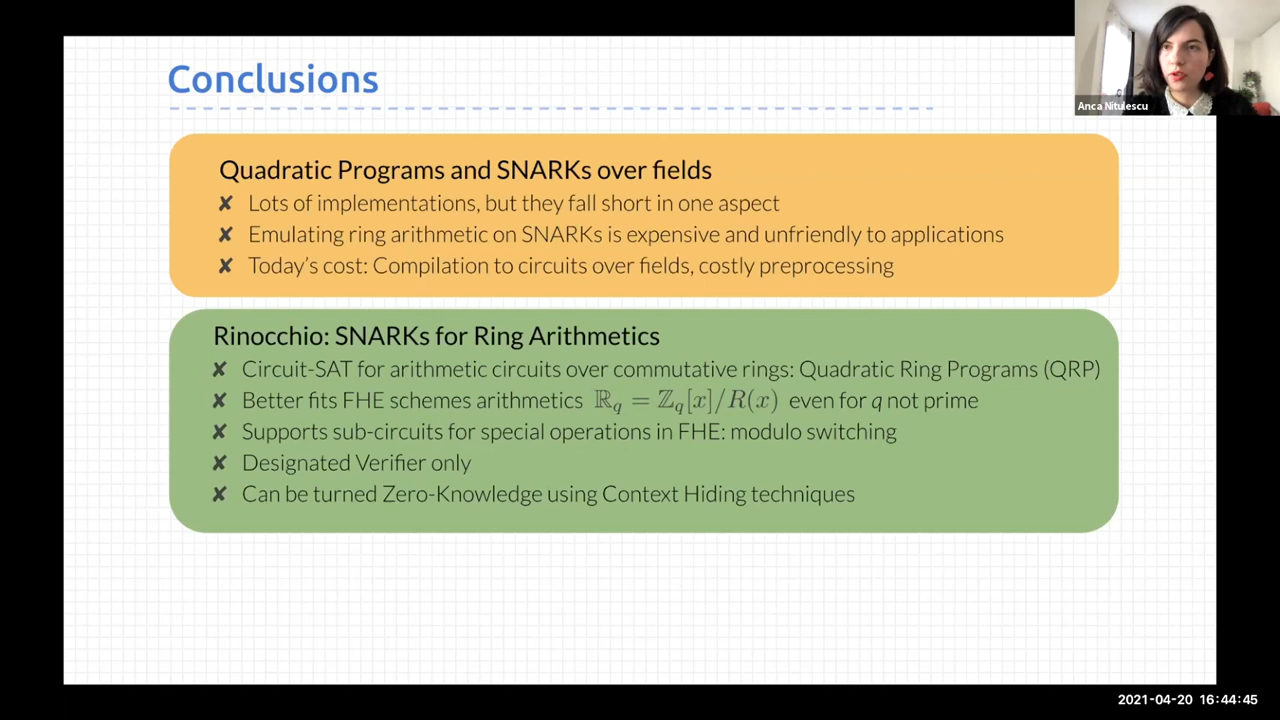 Conclusions
Anca Nitulescu
Quadratic Programs and SNARKs over fields
✘ Lots of implementations, but they fall short in one aspect
✘ Emulating ring arithmetic on SNARKs is expensive and unfriendly to applications
✘ Today's cost: Compilation to circuits over fields, costly preprocessing
Rinocchio: SNARKs for Ring Arithmetics
✘ Circuit-SAT for arithmetic circuits over commutative rings: Quadratic Ring Programs (QRP)
✘ Better fits FHE schemes arithmetics ℝq = ℤq[x]/R(x) even for q not prime
✘ Supports sub-circuits for special operations in FHE: modulo switching
✘ Designated Verifier only
✘ Can be turned Zero-Knowledge using Context Hiding techniques
2021-04-20 16:44:45